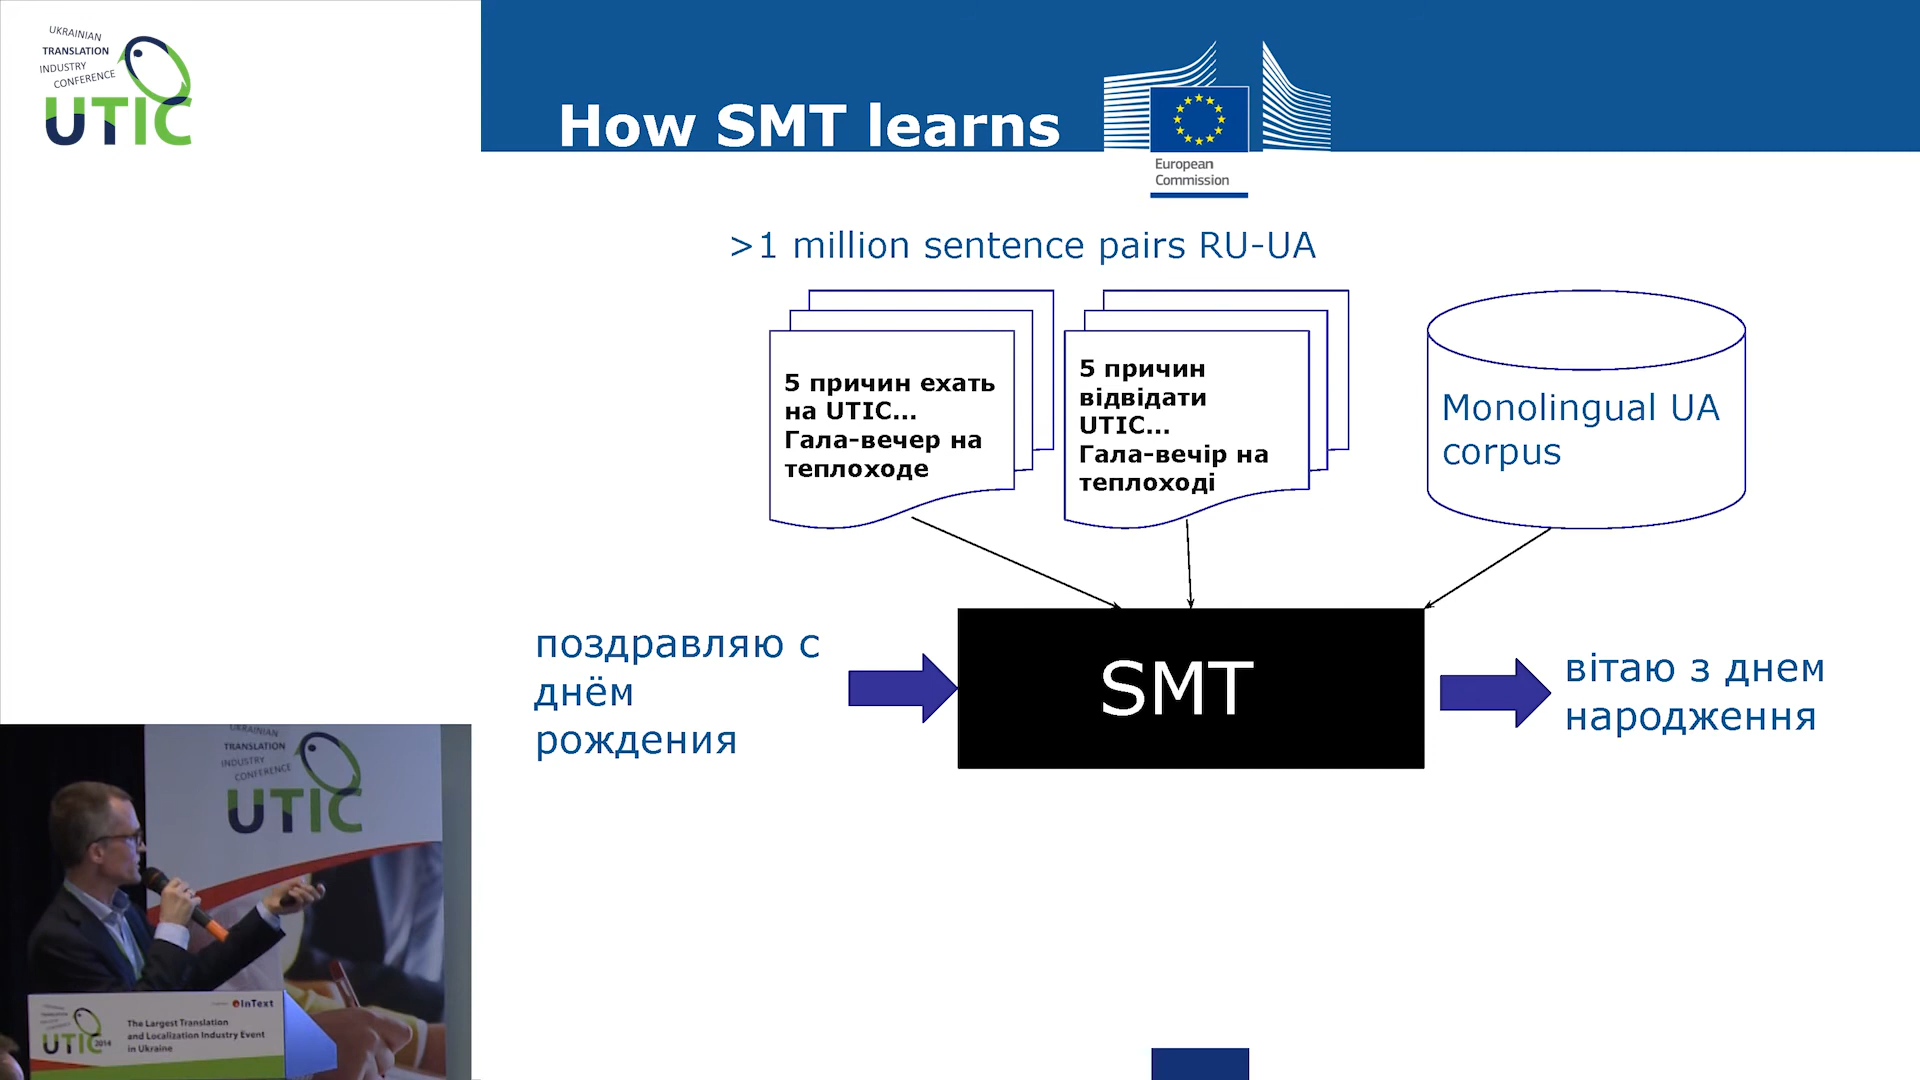 UKRAINIAN
TRANSLATION
INDUSTRY
CONFERENCE
UTIC
How SMT learns
European
Commission
>1 million sentence pairs RU-UA
5 причин ехать
на UTIC...
Гала-вечер на
теплоходе
5 причин
відвідати
UTIC...
Гала-вечір на
теплоході
Monolingual UA
corpus
поздравляю с
днём
рождения
SMT
вітаю з днем
народження
UKRAINIAN
TRANSLATION
INDUSTRY
CONFERENCE
UTIC
InText
UTIC 2014
The Largest Translation
and Localization Industry Event
in Ukraine